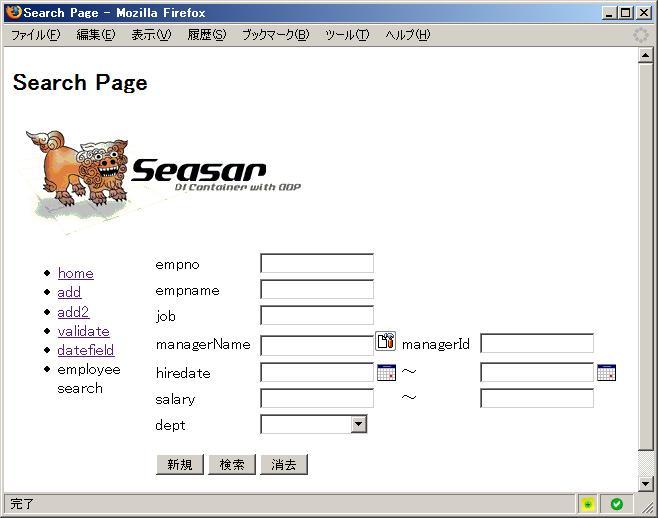 Search Page - Mozilla Firefox
ファイル(F) 編集(E) 表示(V) 履歴(S) ブックマーク(B) ツール(T) ヘルプ(H)
Search Page
Seasar
DI Container with AOP
home
add
add2
validate
datefield
employee
search
empno
empname
job
managerName managerId
hiredate ～
salary ～
dept
新規 検索 消去
完了